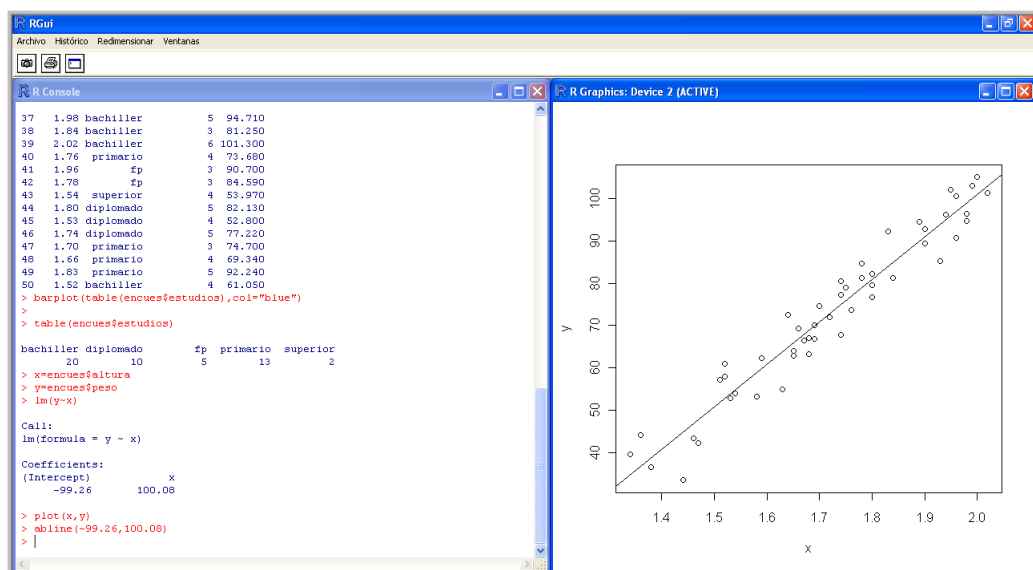 RGui
Archivo Histórico Redimensionar Ventanas
R Console
37 1.98 bachiller 5 94.710
38 1.84 bachiller 3 81.250
39 2.02 bachiller 6 101.300
40 1.76 primario 4 73.680
41 1.96 fp 3 90.700
42 1.78 fp 3 84.590
43 1.54 superior 4 53.970
44 1.80 diplomado 5 82.130
45 1.53 diplomado 4 52.800
46 1.74 diplomado 5 77.220
47 1.70 primario 3 74.700
48 1.66 primario 4 69.340
49 1.83 primario 5 92.240
50 1.52 bachiller 4 61.050
> barplot(table(encues$estudios),col="blue")
>
> table(encues$estudios)
bachiller diplomado fp primario superior
20 10 5 13 2
> x=encues$altura
> y=encues$peso
> lm(y~x)
Call:
lm(formula = y ~ x)
Coefficients:
(Intercept) x
-99.26 100.08
> plot(x,y)
> abline(-99.26,100.08)
>
R Graphics: Device 2 (ACTIVE)
100
90
80
70
60
50
40
y
1.4 1.5 1.6 1.7 1.8 1.9 2.0
x